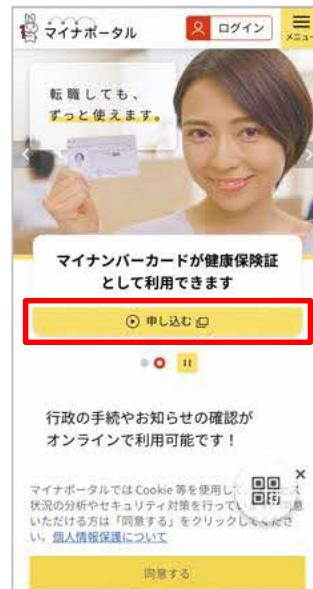 マイナポータル
ログイン
メニュー
転職しても、
ずっと使えます。
マイナンバーカードが健康保険証
として利用できます
申し込む
行政の手続やお知らせの確認が
オンラインで利用可能です！
マイナポータルでは Cookie 等を使用し
状況の分析やセキュリティ対策を行ってい
いただける方は「同意する」をクリックしてくださ
い。個人情報保護について
同意する